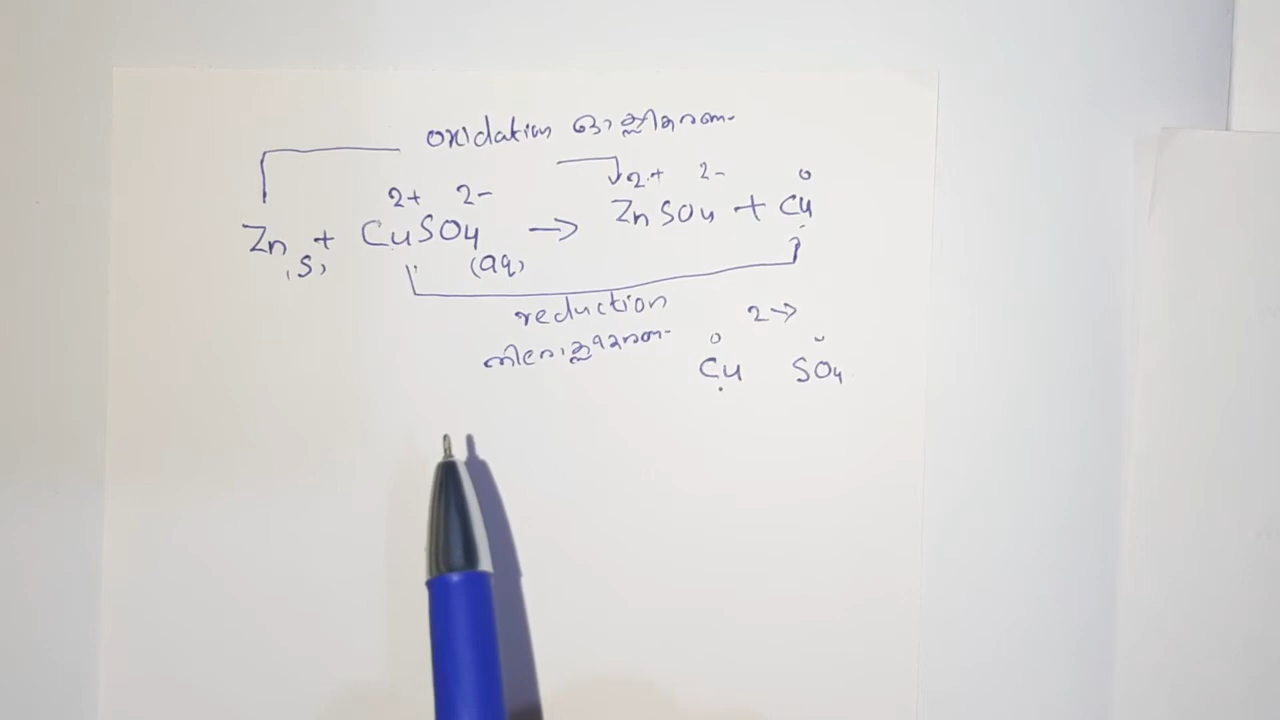 oxidation ഓക്സീകരണം
2+ 2- 2+ 2- 0
Zn(s) + CuSO4 (aq) → ZnSO4 + Cu
reduction
നിരോക്സീകരണം
2→
0
Cu SO4